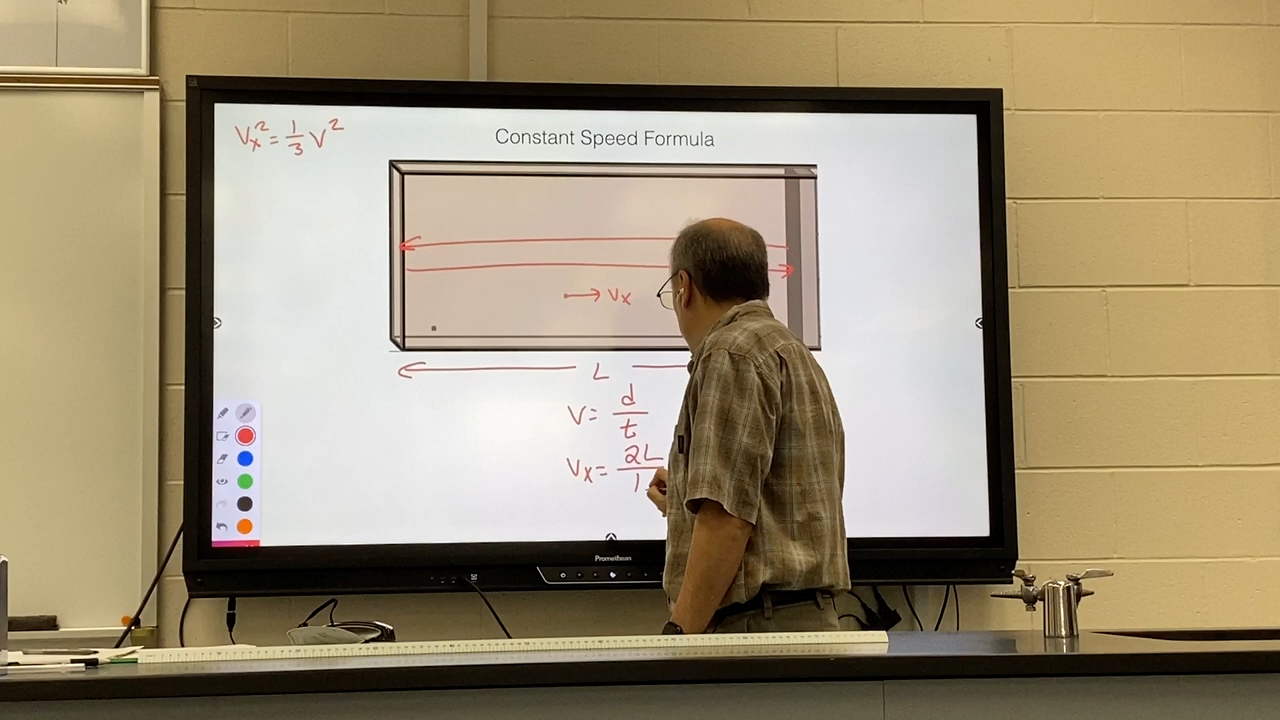 Vx² = 1/3 V²
Constant Speed Formula
→ Vx
L
V = d/t
Vx = 2L/
Promethean